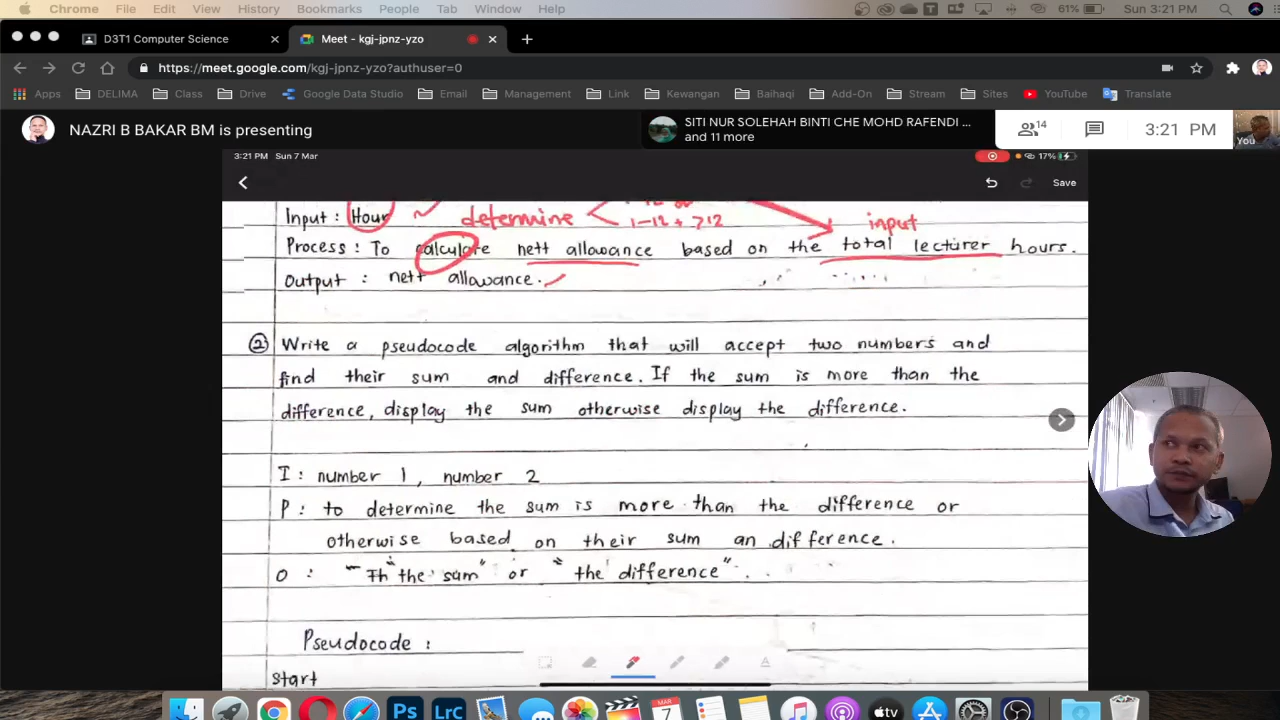 Chrome File Edit View History Bookmarks People Tab Window Help 61% Sun 3:21 PM
D3T1 Computer Science Meet - kgj-jpnz-yzo
https://meet.google.com/kgj-jpnz-yzo?authuser=0
Apps DELIMA Class Drive Google Data Studio Email Management Link Kewangan Baihaqi Add-On Stream Sites YouTube Translate
NAZRI B BAKAR BM is presenting
SITI NUR SOLEHAH BINTI CHE MOHD RAFENDI ...
and 11 more
14
3:21 PM
You
3:21 PM Sun 7 Mar 17%
Save
Input : Hour determine 1-12 + >12 input
Process : To calculate nett allowance based on the total lecturer hours.
Output : nett allowance.
2 Write a pseudocode algorithm that will accept two numbers and
find their sum and difference. If the sum is more than the
difference, display the sum otherwise display the difference.
I : number 1, number 2
P : to determine the sum is more than the difference or
otherwise based on their sum an difference.
O : "the sum" or "the difference".
Pseudocode :
Start
Ps LrC 7 tv